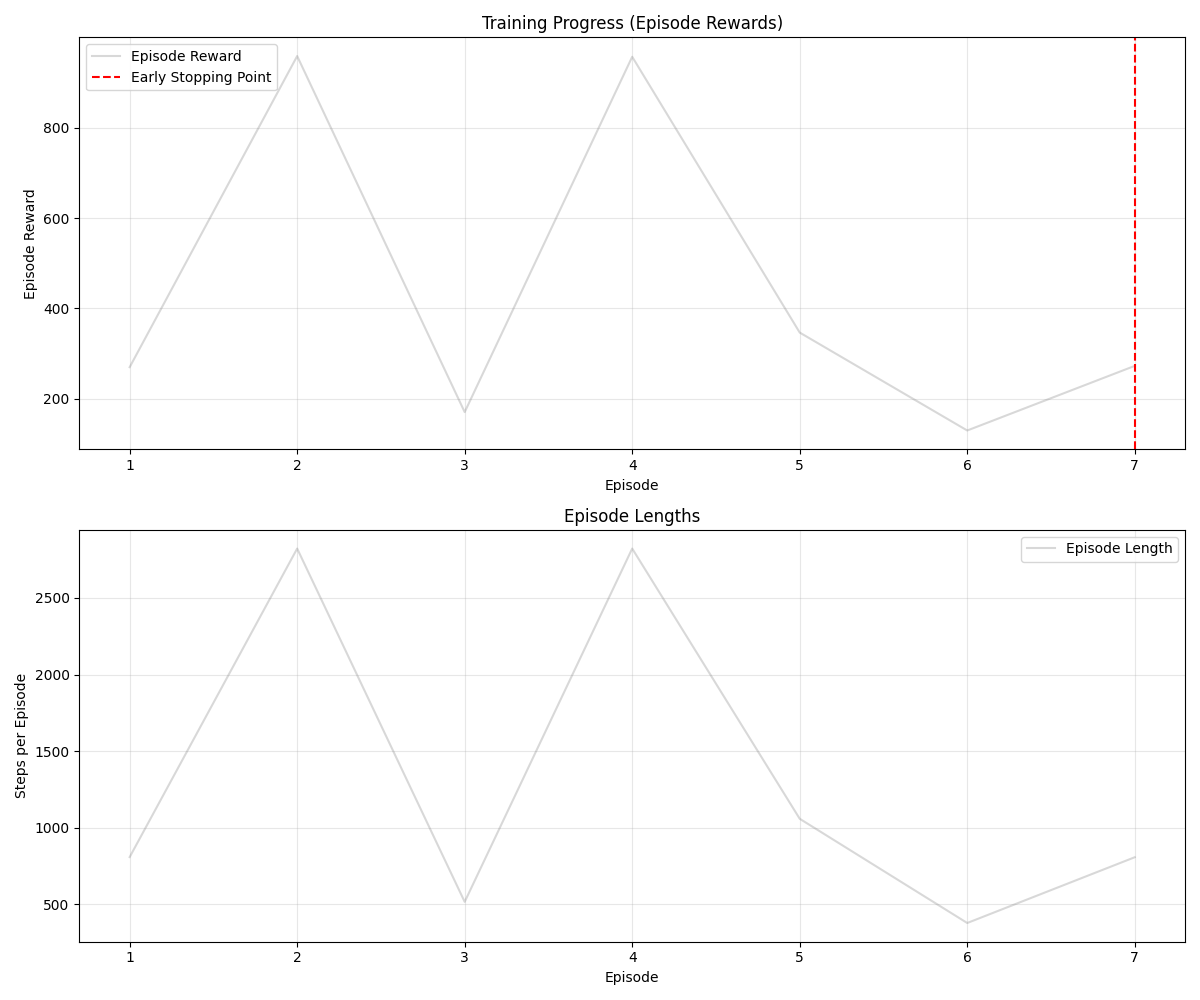 Training Progress (Episode Rewards)
Episode Reward
Early Stopping Point
Episode Reward
800
600
400
200
1 2 3 4 5 6 7
Episode
Episode Lengths
Episode Length
Steps per Episode
2500
2000
1500
1000
500
1 2 3 4 5 6 7
Episode